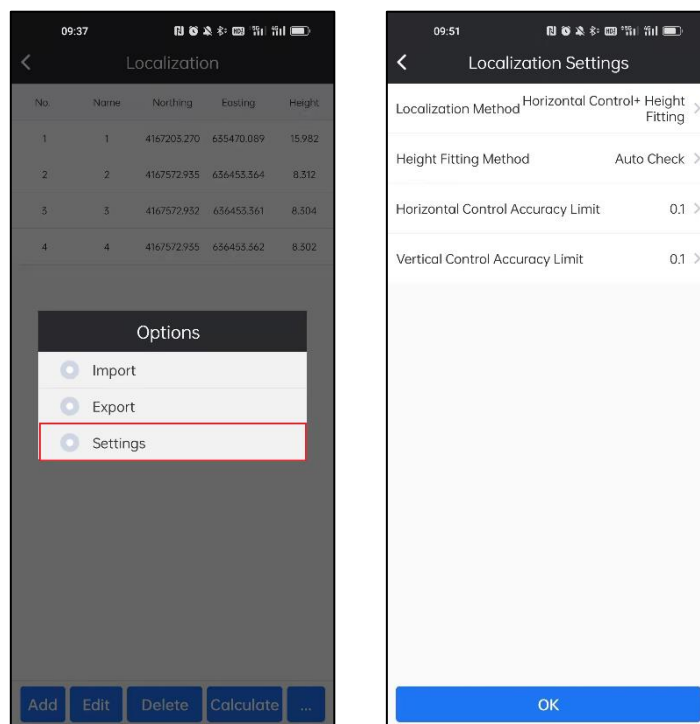 09:37
Localization
No. Name Northing Easting Height
1 1 4167203.270 635470.089 15.982
2 2 4167572.935 636453.364 8.312
3 3 4167572.932 636453.361 8.304
4 4 4167572.935 636453.362 8.302
Options
Import
Export
Settings
Add Edit Delete Calculate ...
09:51
Localization Settings
Localization Method Horizontal Control+ Height
Fitting
Height Fitting Method Auto Check
Horizontal Control Accuracy Limit 0.1
Vertical Control Accuracy Limit 0.1
OK